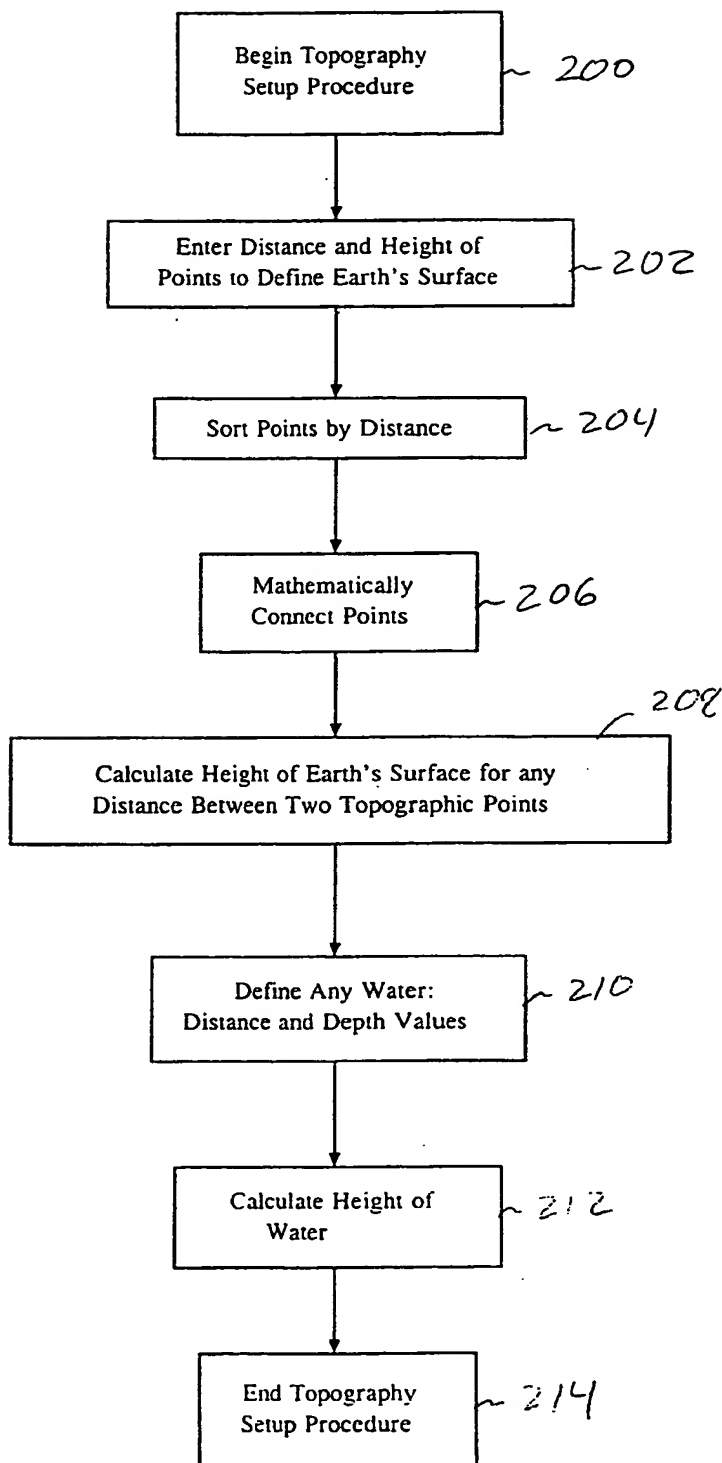 Begin Topography
Setup Procedure
200
Enter Distance and Height of
Points to Define Earth's Surface
202
Sort Points by Distance
204
Mathematically
Connect Points
206
208
Calculate Height of Earth's Surface for any
Distance Between Two Topographic Points
Define Any Water:
Distance and Depth Values
210
Calculate Height of
Water
212
End Topography
Setup Procedure
214